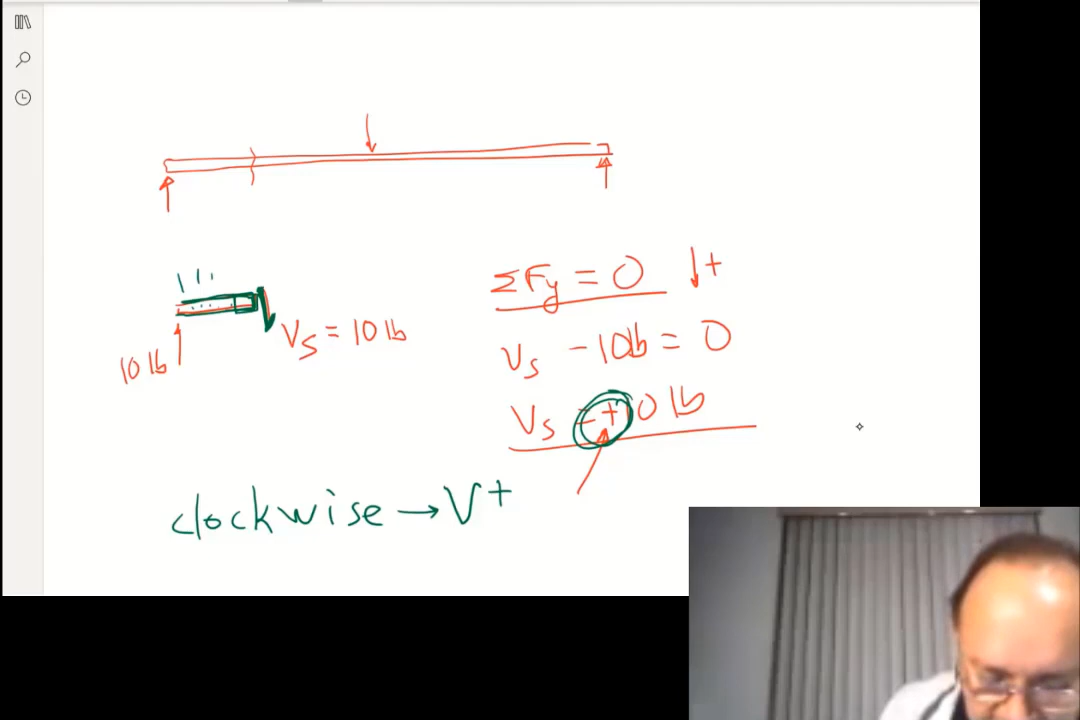 ΣFy = 0 ↓+
Vs - 10lb = 0
10 lb Vs = 10 lb
Vs = +10 lb
clockwise → V+